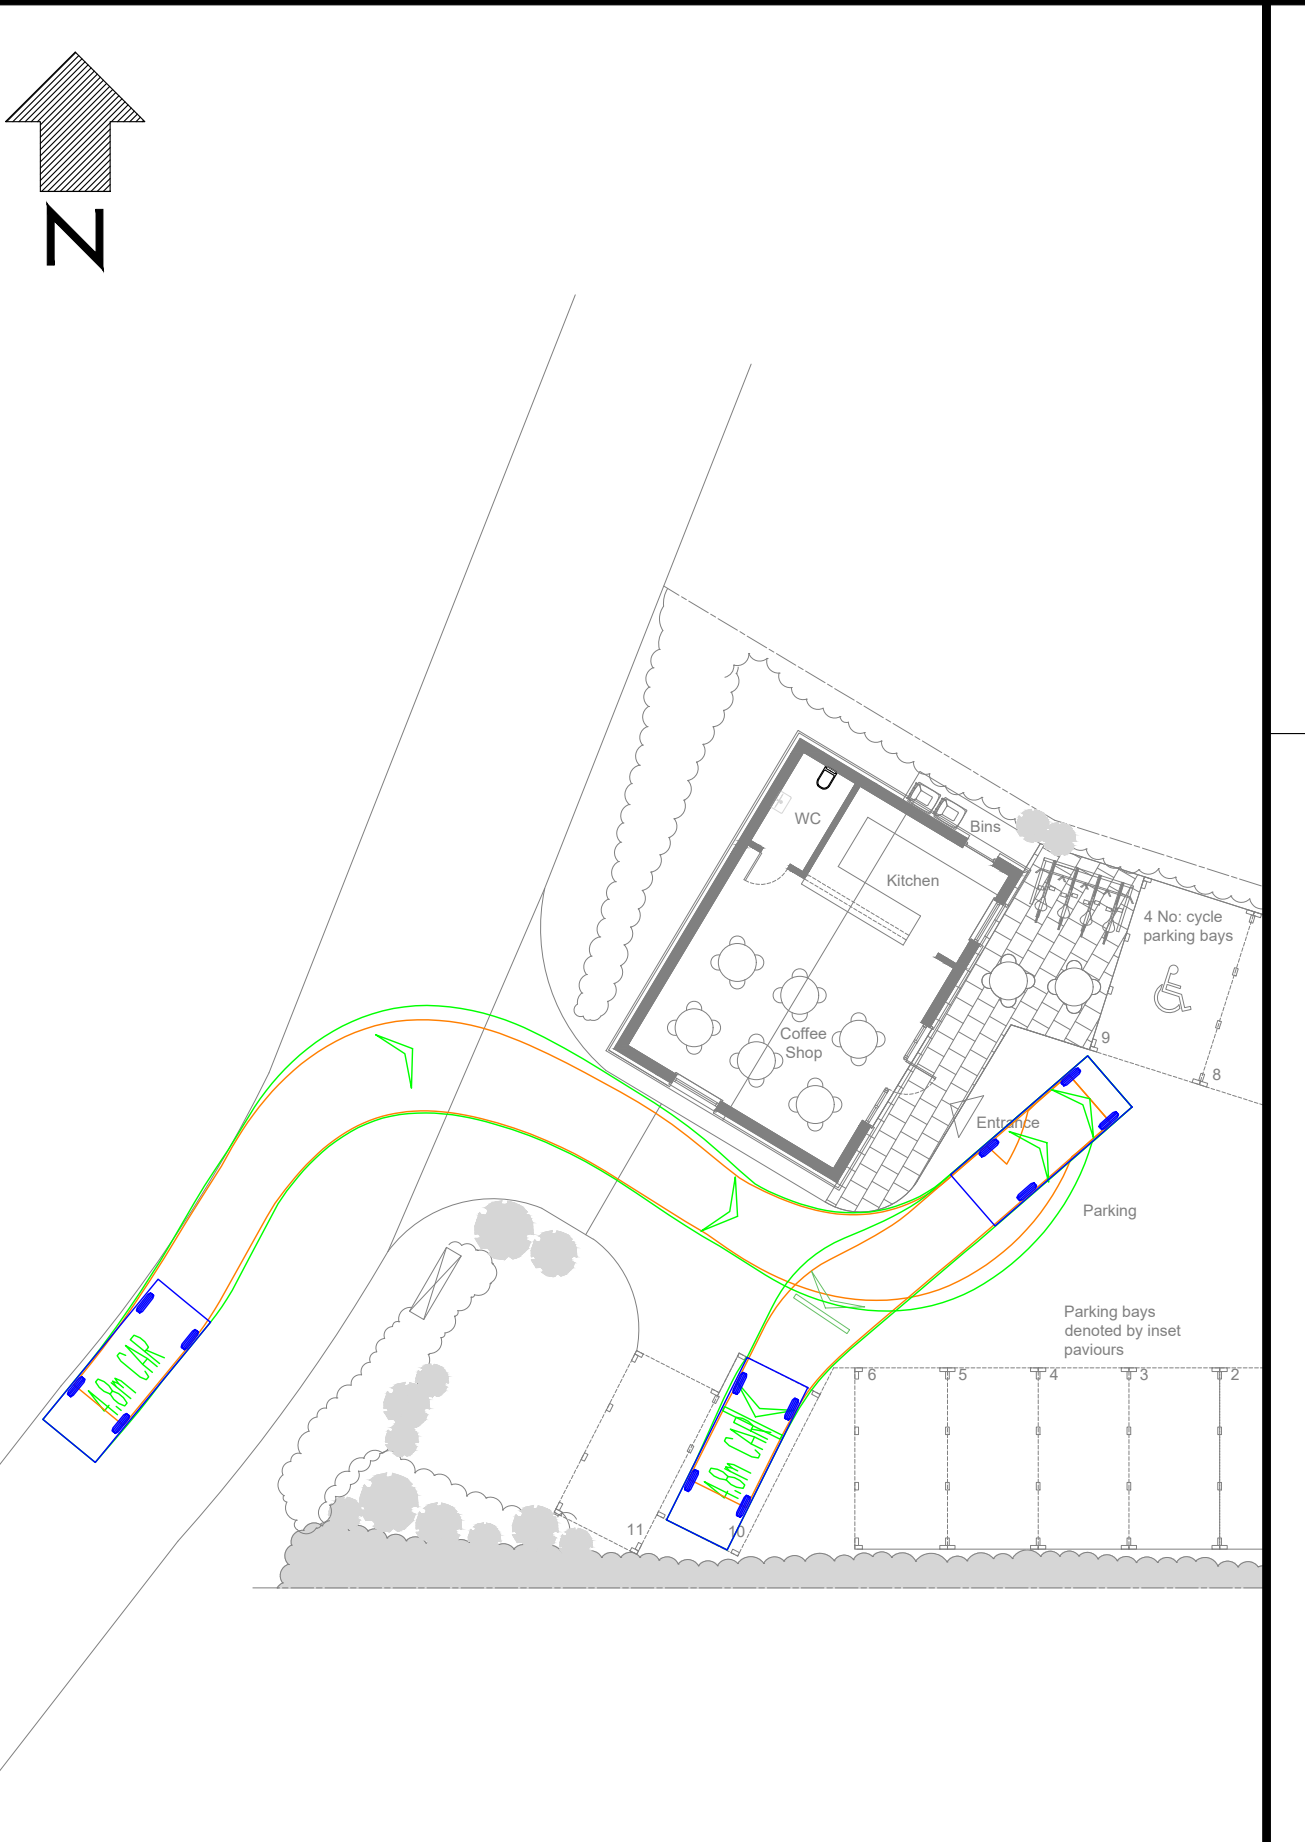 N
WC
Bins
Kitchen
4 No: cycle
parking bays
Coffee
Shop
9
8
Entrance
Parking
Parking bays
denoted by inset
paviours
4.8m CAR
6
5
4
3
2
4.8m CAR
11
10